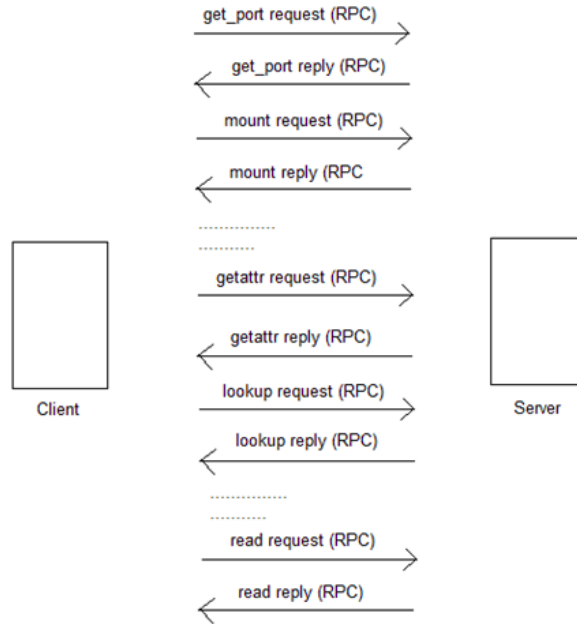 get_port request (RPC)
get_port reply (RPC)
mount request (RPC)
mount reply (RPC
getattr request (RPC)
getattr reply (RPC)
lookup request (RPC)
Client
Server
lookup reply (RPC)
read request (RPC)
read reply (RPC)